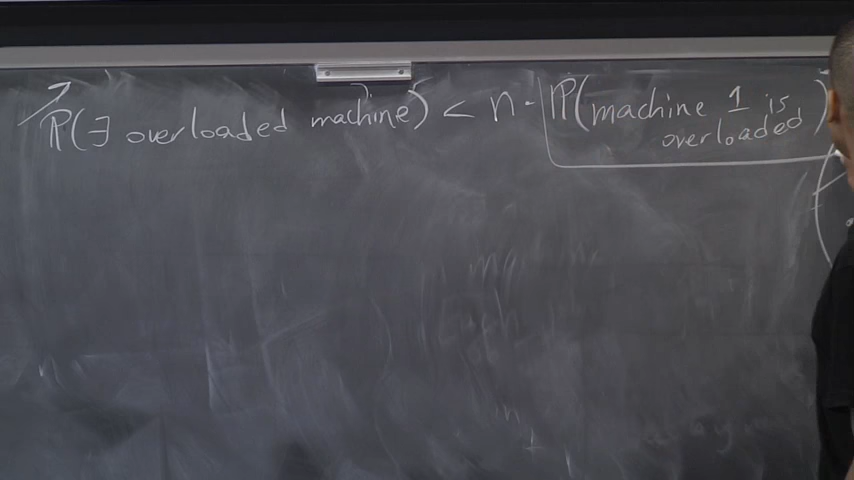 ℙ(∃ overloaded machine) < n · ℙ(machine 1 is
overloaded)